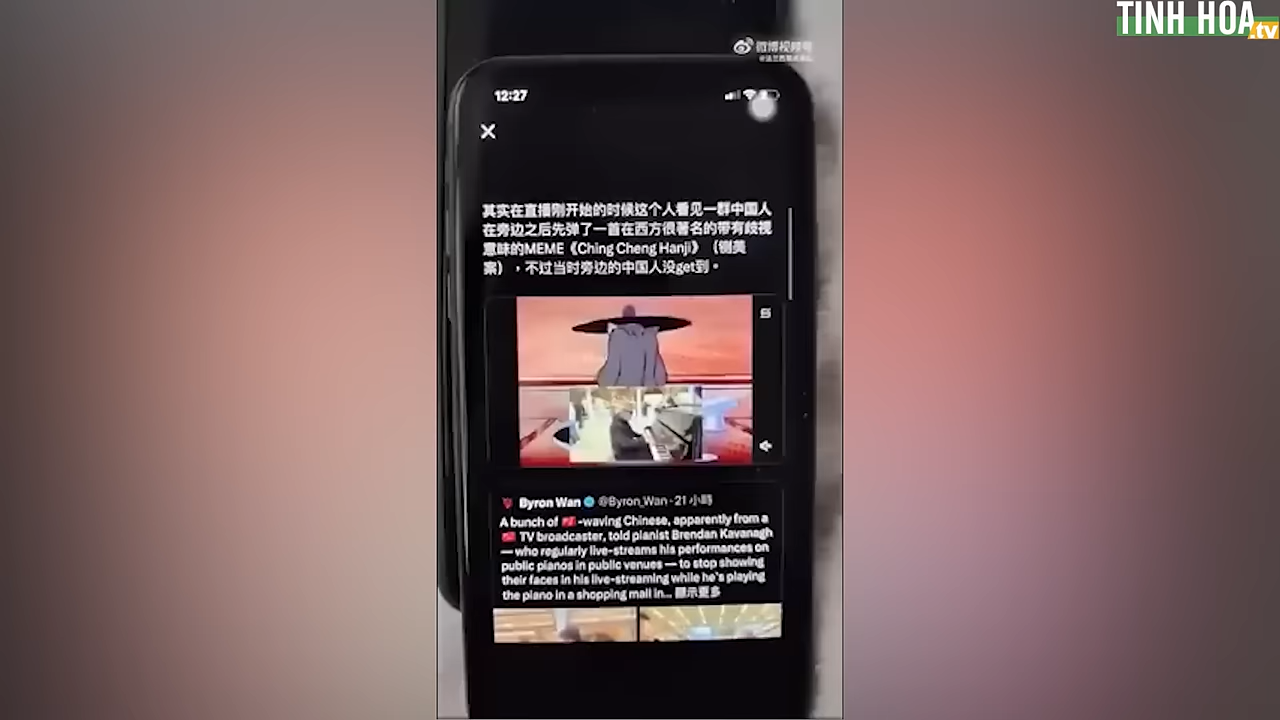 TINH HOA
.tv
微博视频号
12:27
其实在直播刚开始的时候这个人看见一群中国人
在旁边之后先弹了一首在西方很著名的带有歧视
意味的MEME《Ching Cheng Hanji》（铡美
案），不过当时旁边的中国人没get到。
Byron Wan @Byron_Wan · 21 小時
A bunch of 🇨🇳-waving Chinese, apparently from a
🇨🇳 TV broadcaster, told pianist Brendan Kavanagh
— who regularly live-streams his performances on
public pianos in public venues — to stop showing
their faces in his live-streaming while he's playing
the piano in a shopping mall in... 顯示更多